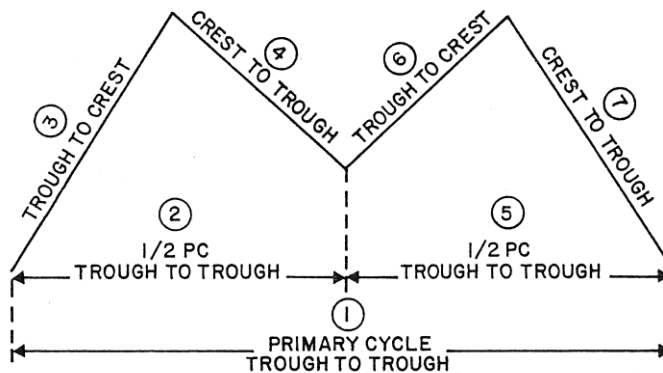 ③
TROUGH TO CREST
④
CREST TO TROUGH
⑥
TROUGH TO CREST
⑦
CREST TO TROUGH
②
1/2 PC
TROUGH TO TROUGH
⑤
1/2 PC
TROUGH TO TROUGH
①
PRIMARY CYCLE
TROUGH TO TROUGH